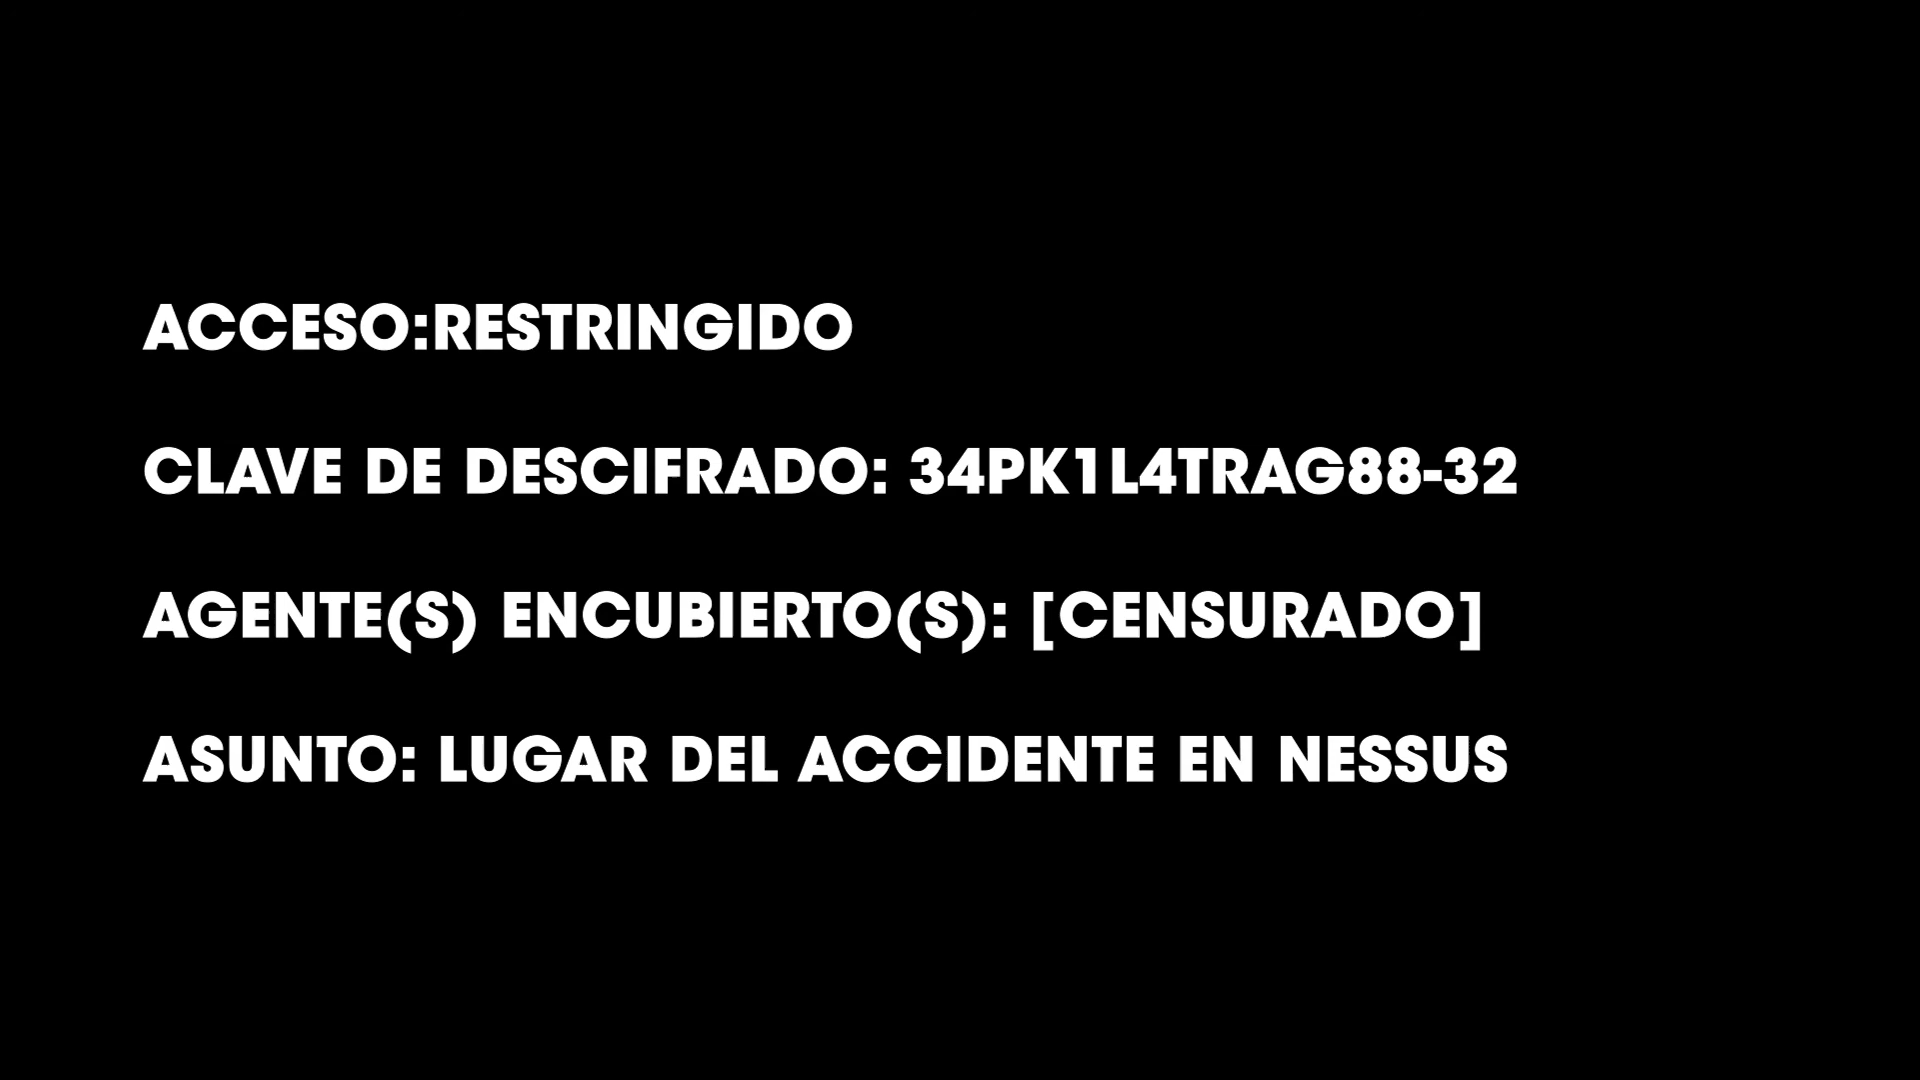 ACCESO:RESTRINGIDO
CLAVE DE DESCIFRADO: 34PK1L4TRAG88-32
AGENTE(S) ENCUBIERTO(S): [CENSURADO]
ASUNTO: LUGAR DEL ACCIDENTE EN NESSUS